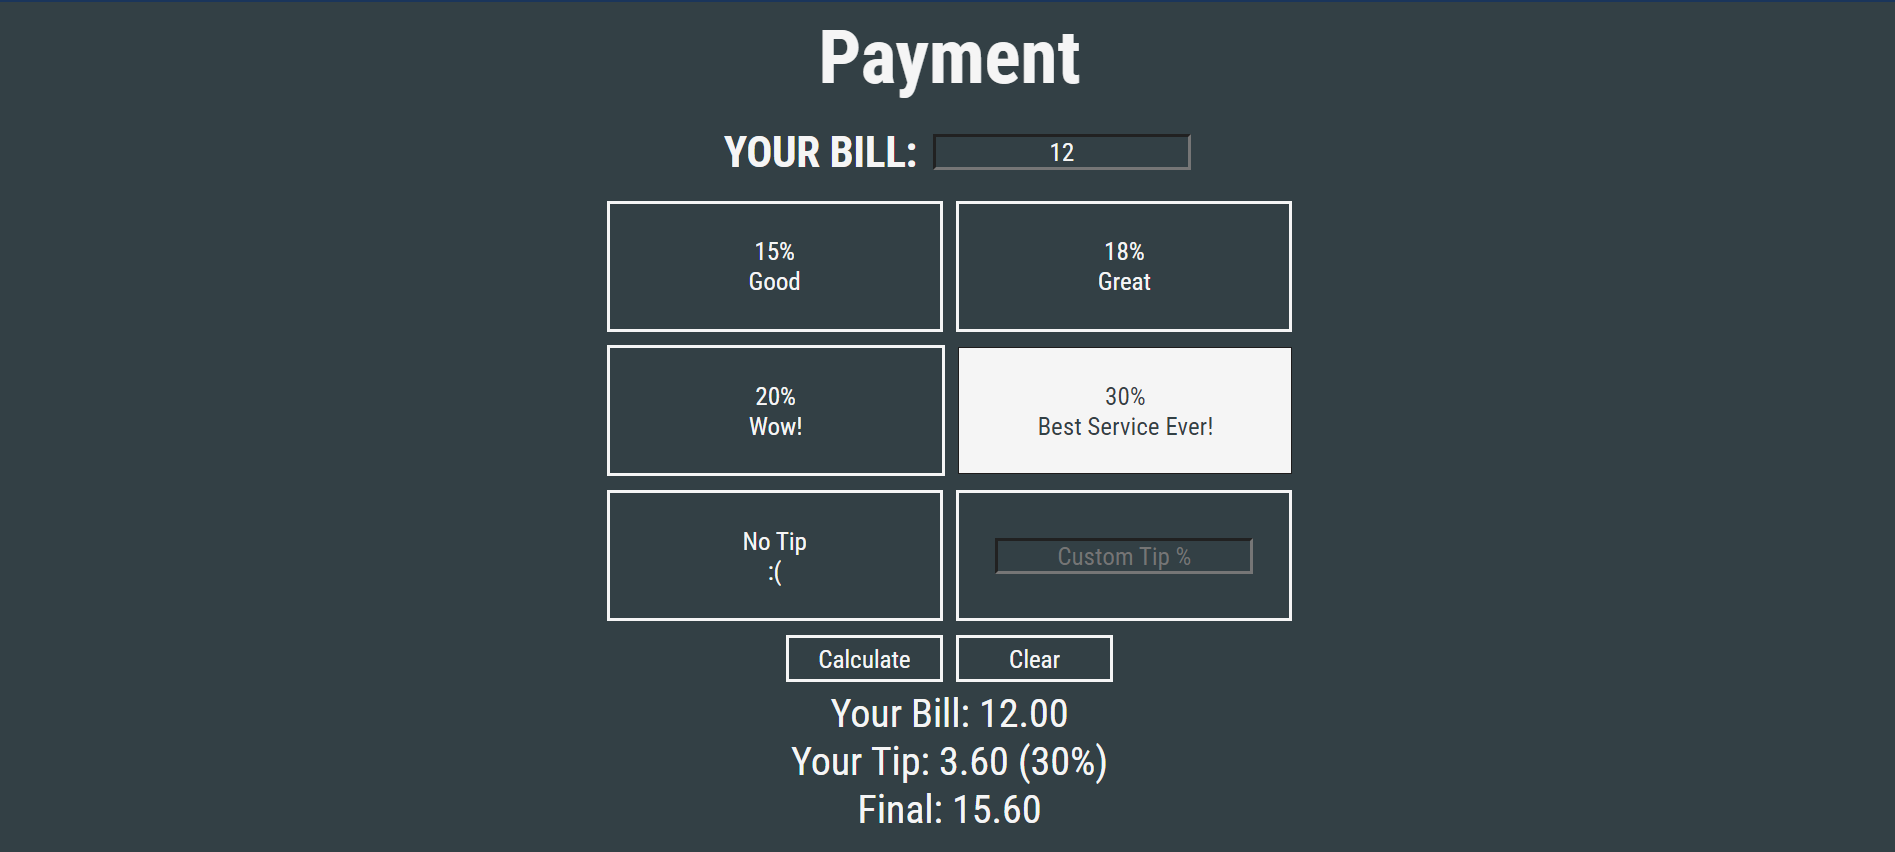 Payment
YOUR BILL: 12
15%
Good
18%
Great
20%
Wow!
30%
Best Service Ever!
No Tip
:(
Custom Tip %
Calculate
Clear
Your Bill: 12.00
Your Tip: 3.60 (30%)
Final: 15.60